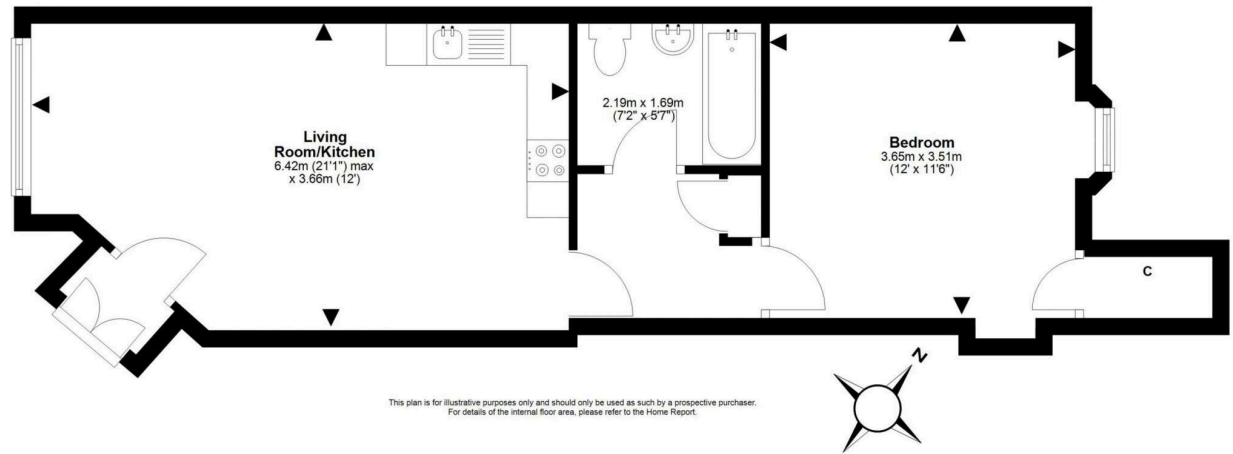 Living
Room/Kitchen
6.42m (21'1") max
x 3.66m (12')
2.19m x 1.69m
(7'2" x 5'7")
Bedroom
3.65m x 3.51m
(12' x 11'6")
C
N
This plan is for illustrative purposes only and should only be used as such by a prospective purchaser.
For details of the internal floor area, please refer to the Home Report.